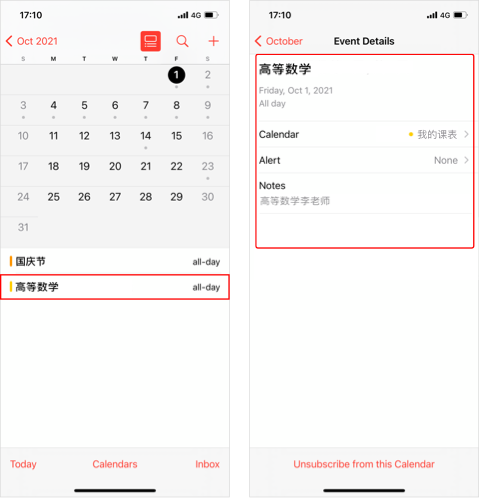 17:10
4G
Oct 2021
S M T W T F S
1 2
3 4 5 6 7 8 9
10 11 12 13 14 15 16
17 18 19 20 21 22 23
24 25 26 27 28 29 30
31
国庆节 all-day
高等数学 all-day
Today Calendars Inbox
17:10
4G
October Event Details
高等数学
Friday, Oct 1, 2021
All day
Calendar 我的课表
Alert None
Notes
高等数学李老师
Unsubscribe from this Calendar